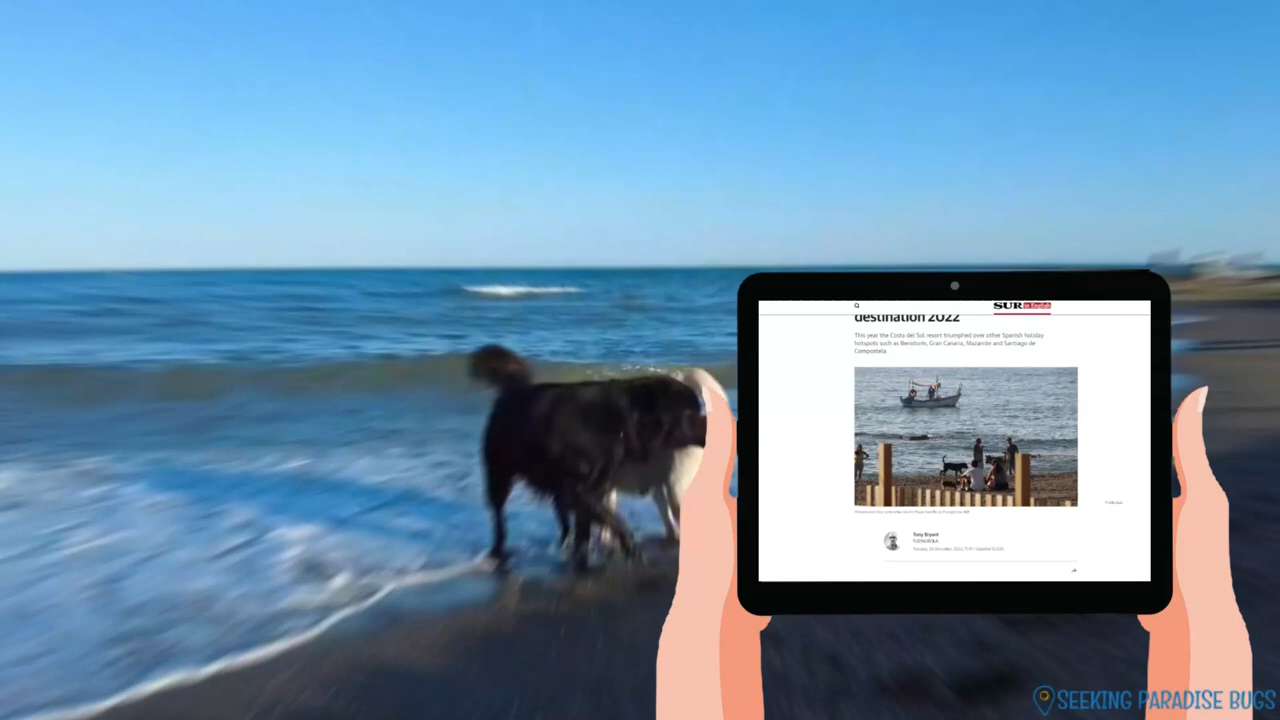 SUR in English
destination 2022
This year the Costa del Sol resort triumphed over other Spanish holiday
hotspots such as Benidorm, Gran Canaria, Mazarrón and Santiago de
Compostela
Tony Bryant
FUENGIROLA
SEEKING PARADISE BUGS